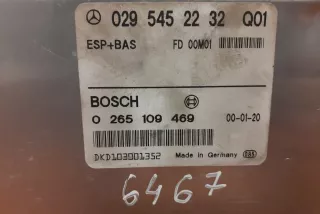 029 545 22 32 Q01
ESP+BAS FD 00M01
BOSCH
0 265 109 469 00-01-20
DKD103001352 Made in Germany
6467